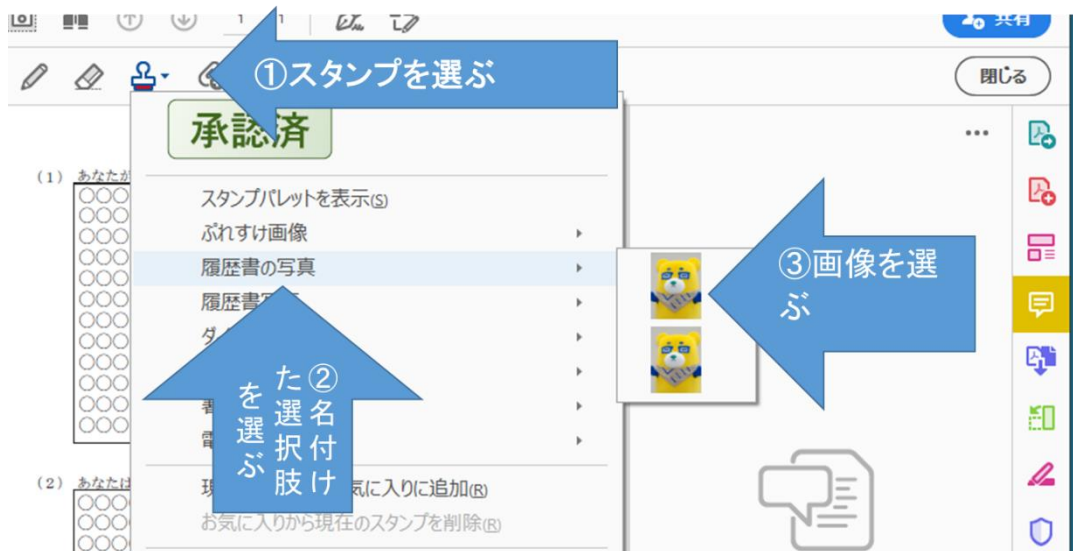 1
1
共有
①スタンプを選ぶ
閉じる
承認済
(1) あなたが
スタンプパレットを表示(S)
ぷれすけ画像
履歴書の写真
③画像を選
ぶ
履歴書
②名付け
た選択肢
を選ぶ
(2) あなたは
気に入りに追加(R)
お気に入りから現在のスタンプを削除(R)